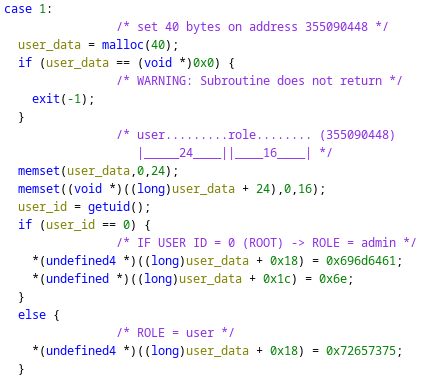 case 1:
/* set 40 bytes on address 355090448 */
user_data = malloc(40);
if (user_data == (void *)0x0) {
/* WARNING: Subroutine does not return */
exit(-1);
}
/* user.........role........ (355090448)
|_____24____||____16____| */
memset(user_data,0,24);
memset((void *)((long)user_data + 24),0,16);
user_id = getuid();
if (user_id == 0) {
/* IF USER ID = 0 (ROOT) -> ROLE = admin */
*(undefined4 *)((long)user_data + 0x18) = 0x696d6461;
*(undefined *)((long)user_data + 0x1c) = 0x6e;
}
else {
/* ROLE = user */
*(undefined4 *)((long)user_data + 0x18) = 0x72657375;
}